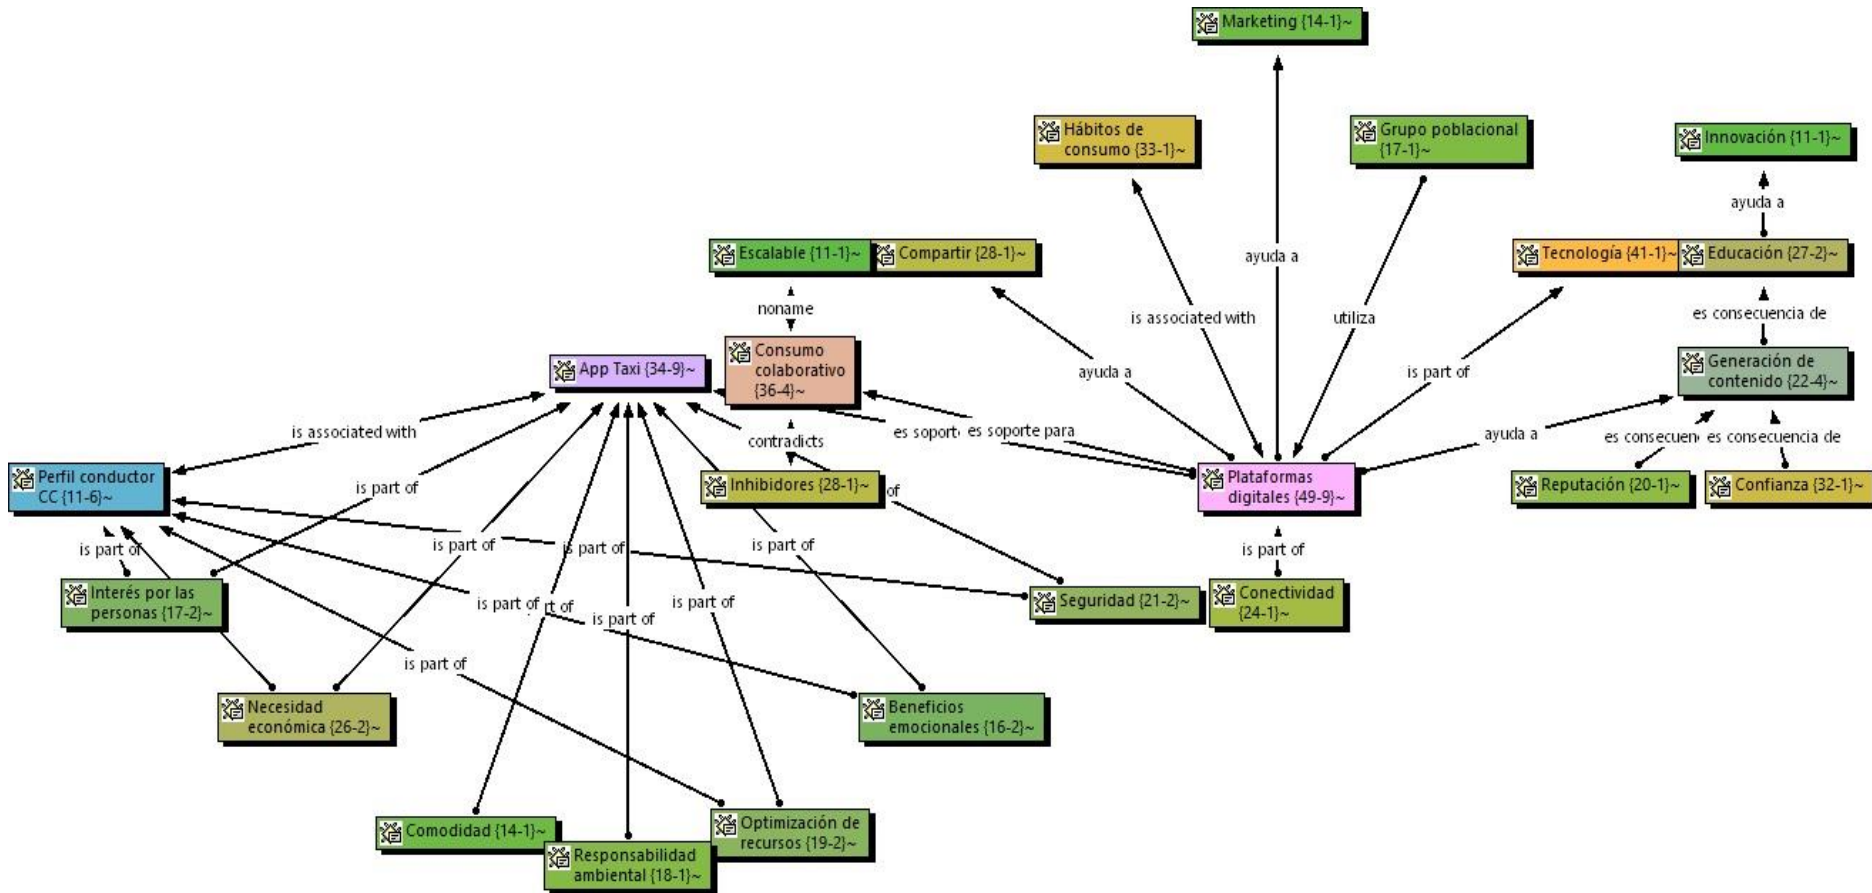 Marketing {14-1}~
Hábitos de
consumo {33-1}~
Grupo poblacional
{17-1}~
Innovación {11-1}~
ayuda a
Escalable {11-1}~
Compartir {28-1}~
ayuda a
Tecnología {41-1}~
Educación {27-2}~
noname
is associated with
utiliza
es consecuencia de
App Taxi {34-9}~
Consumo
colaborativo
{36-4}~
ayuda a
is part of
Generación de
contenido {22-4}~
is associated with
contradicts
es soporte
es soporte para
ayuda a
es consecuen
es consecuencia de
Perfil conductor
CC {11-6}~
is part of
Inhibidores {28-1}~
of
Plataformas
digitales {49-9}~
Reputación {20-1}~
Confianza {32-1}~
is part of
is part of
is part of
is part of
is part of
Interés por las
personas {17-2}~
is part of
rt of
is part of
is part of
Seguridad {21-2}~
Conectividad
{24-1}~
is part of
Necesidad
económica {26-2}~
Beneficios
emocionales {16-2}~
Comodidad {14-1}~
Optimización de
recursos {19-2}~
Responsabilidad
ambiental {18-1}~